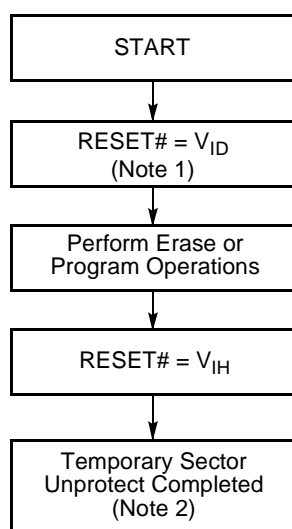 START
RESET# = VID
(Note 1)
Perform Erase or
Program Operations
RESET# = VIH
Temporary Sector
Unprotect Completed
(Note 2)